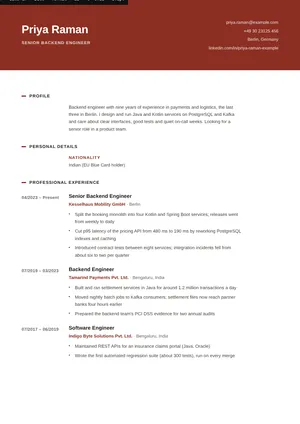 Priya Raman
SENIOR BACKEND ENGINEER
priya.raman@example.com
+49 30 23125 456
Berlin, Germany
linkedin.com/in/priya-raman-example
PROFILE
Backend engineer with nine years of experience in payments and logistics, the last
three in Berlin. I design and run Java and Kotlin services on PostgreSQL and Kafka
and care about clear interfaces, good tests and quiet on-call weeks. Looking for a
senior role in a product team.
PERSONAL DETAILS
NATIONALITY
Indian (EU Blue Card holder)
PROFESSIONAL EXPERIENCE
04/2023 – Present
Senior Backend Engineer
Kesselhaus Mobility GmbH · Berlin
• Split the booking monolith into four Kotlin and Spring Boot services; releases went
from weekly to daily
• Cut p95 latency of the pricing API from 480 ms to 190 ms by reworking PostgreSQL
indexes and caching
• Introduced contract tests between eight services; integration incidents fell from
about six to two per quarter
07/2019 – 03/2023
Backend Engineer
Tamarind Payments Pvt. Ltd. · Bengaluru, India
• Built and ran settlement services in Java for around 1.2 million transactions a day
• Moved nightly batch jobs to Kafka consumers; settlement files now reach partner
banks four hours earlier
• Prepared the backend team's PCI DSS evidence for two annual audits
07/2017 – 06/2019
Software Engineer
Indigo Byte Solutions Pvt. Ltd. · Bengaluru, India
• Maintained REST APIs for an insurance claims portal (Java, Oracle)
• Wrote the first automated regression suite (about 300 tests), run on every merge